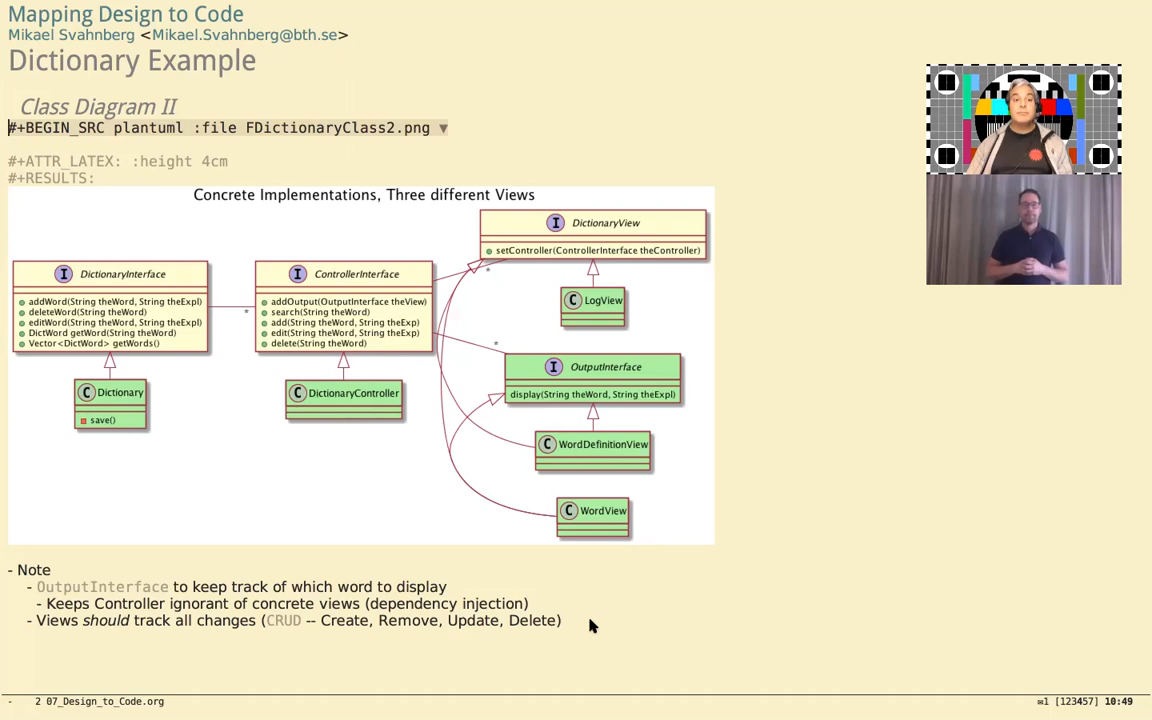 Mapping Design to Code
Mikael Svahnberg <Mikael.Svahnberg@bth.se>
Dictionary Example
Class Diagram II
#+BEGIN_SRC plantuml :file FDictionaryClass2.png ▼
#+ATTR_LATEX: :height 4cm
#+RESULTS:
Concrete Implementations, Three different Views
I DictionaryView
setController(ControllerInterface theController)
I DictionaryInterface
addWord(String theWord, String theExpl)
deleteWord(String theWord)
editWord(String theWord, String theExpl)
DictWord getWord(String theWord)
Vector<DictWord> getWords()
*
I ControllerInterface
addOutput(OutputInterface theView)
search(String theWord)
add(String theWord, String theExp)
edit(String theWord, String theExp)
delete(String theWord)
*
*
C LogView
I OutputInterface
display(String theWord, String theExpl)
C Dictionary
save()
C DictionaryController
C WordDefinitionView
C WordView
- Note
- OutputInterface to keep track of which word to display
- Keeps Controller ignorant of concrete views (dependency injection)
- Views should track all changes (CRUD -- Create, Remove, Update, Delete)
- 2 07_Design_to_Code.org
✉1 [123457] 10:49